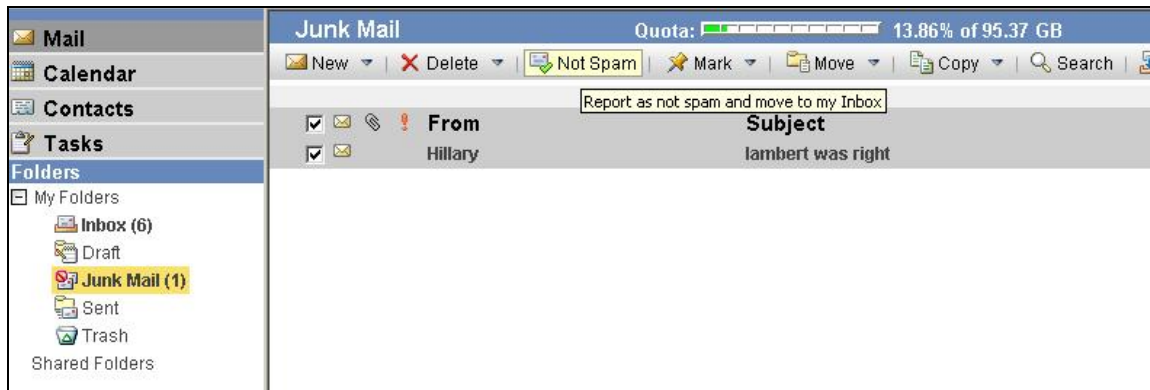 Mail
Calendar
Contacts
Tasks
Folders
My Folders
Inbox (6)
Draft
Junk Mail (1)
Sent
Trash
Shared Folders
Junk Mail Quota: 13.86% of 95.37 GB
New | Delete | Not Spam | Mark | Move | Copy | Search |
Report as not spam and move to my Inbox
From Subject
Hillary lambert was right